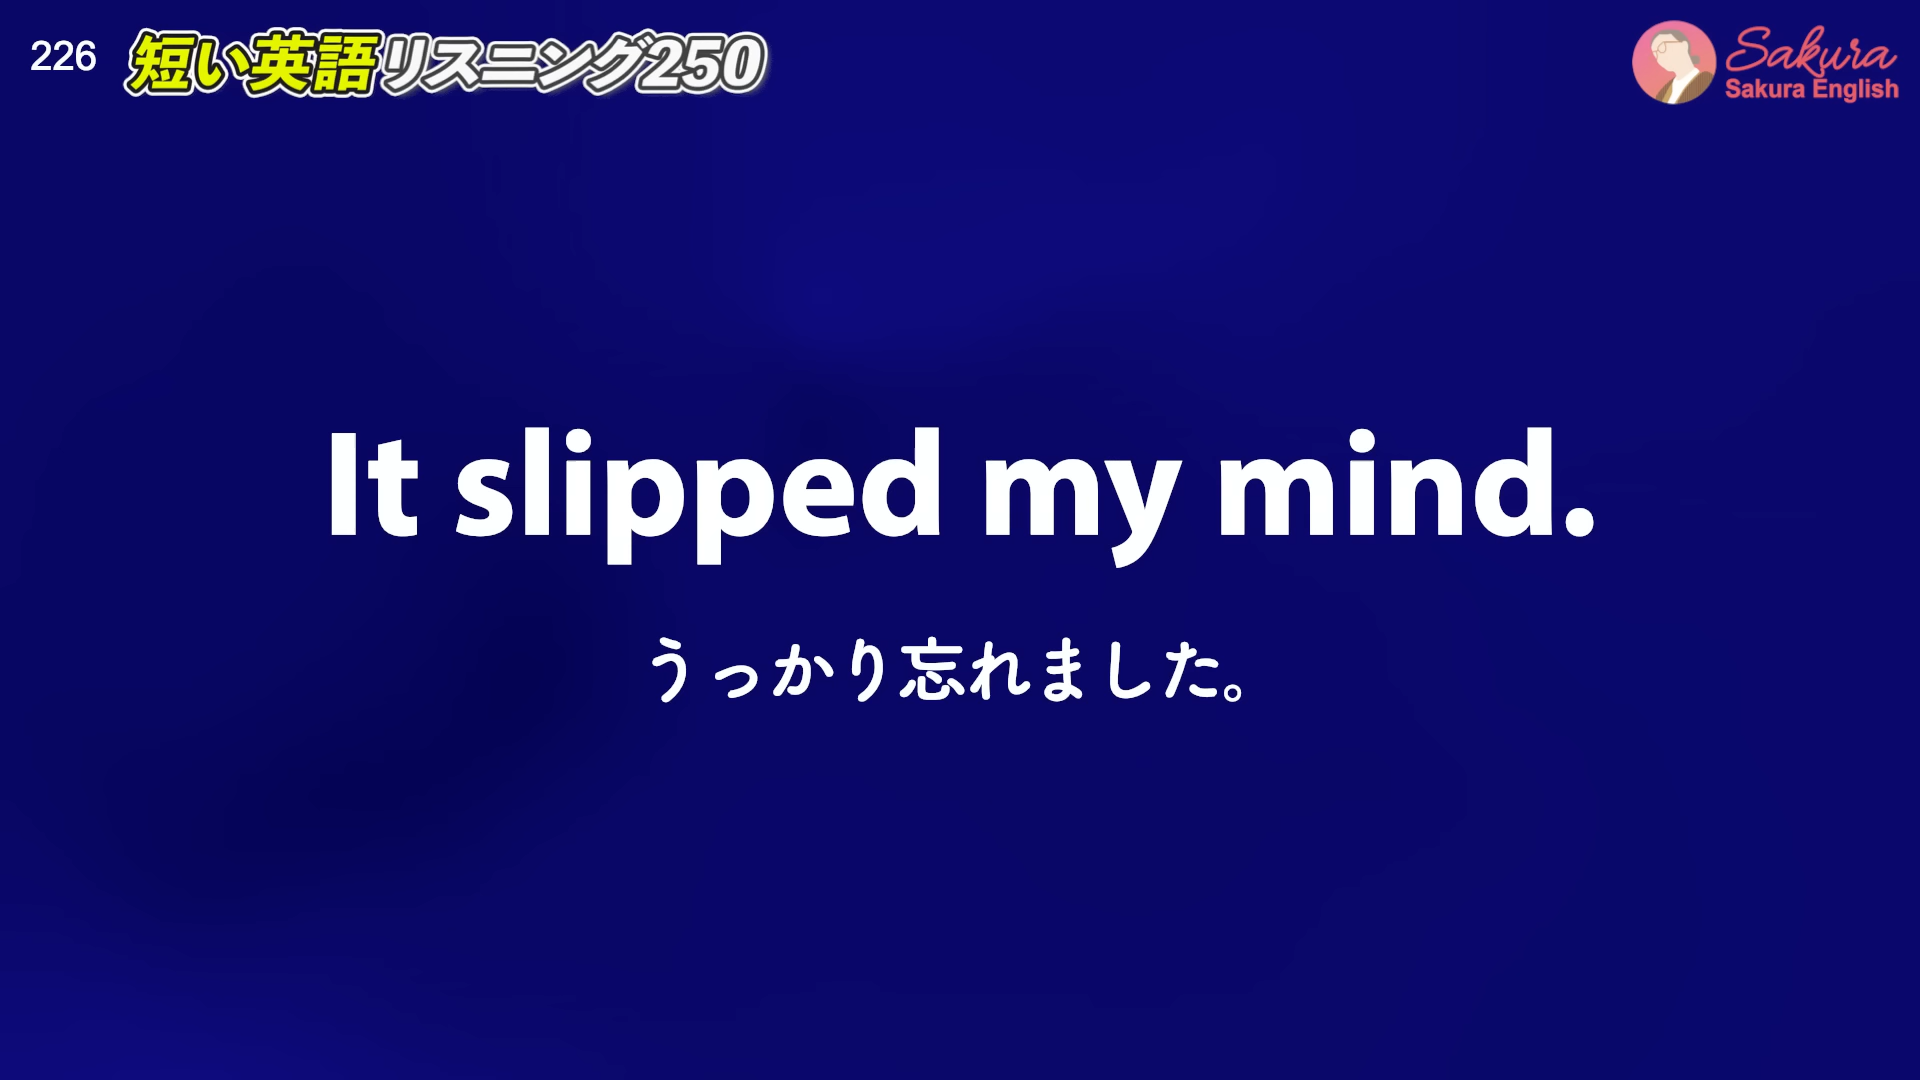 226 短い英語リスニング250
Sakura
Sakura English
It slipped my mind.
うっかり忘れました。